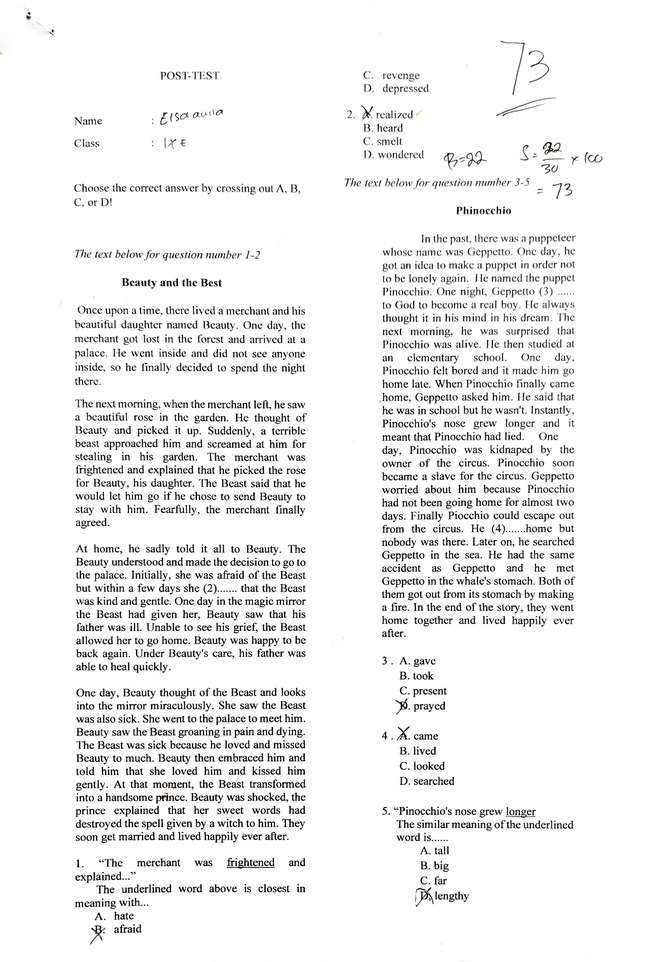 POST-TEST
Name : Elsa aulia
Class : IX E
Choose the correct answer by crossing out A, B,
C, or D!
The text below for question number 1-2
Beauty and the Best
Once upon a time, there lived a merchant and his
beautiful daughter named Beauty. One day, the
merchant got lost in the forest and arrived at a
palace. He went inside and did not see anyone
inside, so he finally decided to spend the night
there.
The next morning, when the merchant left, he saw
a beautiful rose in the garden. He thought of
Beauty and picked it up. Suddenly, a terrible
beast approached him and screamed at him for
stealing in his garden. The merchant was
frightened and explained that he picked the rose
for Beauty, his daughter. The Beast said that he
would let him go if he chose to send Beauty to
stay with him. Fearfully, the merchant finally
agreed.
At home, he sadly told it all to Beauty. The
Beauty understood and made the decision to go to
the palace. Initially, she was afraid of the Beast
but within a few days she (2)....... that the Beast
was kind and gentle. One day in the magic mirror
the Beast had given her, Beauty saw that his
father was ill. Unable to see his grief, the Beast
allowed her to go home. Beauty was happy to be
back again. Under Beauty's care, his father was
able to heal quickly.
One day, Beauty thought of the Beast and looks
into the mirror miraculously. She saw the Beast
was also sick. She went to the palace to meet him.
Beauty saw the Beast groaning in pain and dying.
The Beast was sick because he loved and missed
Beauty to much. Beauty then embraced him and
told him that she loved him and kissed him
gently. At that moment, the Beast transformed
into a handsome prince. Beauty was shocked, the
prince explained that her sweet words had
destroyed the spell given by a witch to him. They
soon get married and lived happily ever after.
1. "The merchant was frightened and
explained..."
The underlined word above is closest in
meaning with...
A. hate
B. afraid
C. revenge
D. depressed
73
2. A. realized
B. heard
C. smelt
D. wondered
B=22
S = 22/30 x 100
= 73
The text below for question number 3-5
Phinocchio
In the past, there was a puppeteer
whose name was Geppetto. One day, he
got an idea to make a puppet in order not
to be lonely again. He named the puppet
Pinocchio. One night, Geppetto (3) ......
to God to become a real boy. He always
thought it in his mind in his dream. The
next morning, he was surprised that
Pinocchio was alive. He then studied at
an elementary school. One day,
Pinocchio felt bored and it made him go
home late. When Pinocchio finally came
home, Geppetto asked him. He said that
he was in school but he wasn't. Instantly,
Pinocchio's nose grew longer and it
meant that Pinocchio had lied. One
day, Pinocchio was kidnaped by the
owner of the circus. Pinocchio soon
became a slave for the circus. Geppetto
worried about him because Pinocchio
had not been going home for almost two
days. Finally Piocchio could escape out
from the circus. He (4).......home but
nobody was there. Later on, he searched
Geppetto in the sea. He had the same
accident as Geppetto and he met
Geppetto in the whale's stomach. Both of
them got out from its stomach by making
a fire. In the end of the story, they went
home together and lived happily ever
after.
3 . A. gave
B. took
C. present
D. prayed
4 . A. came
B. lived
C. looked
D. searched
5. "Pinocchio's nose grew longer
The similar meaning of the underlined
word is......
A. tall
B. big
C. far
D. lengthy